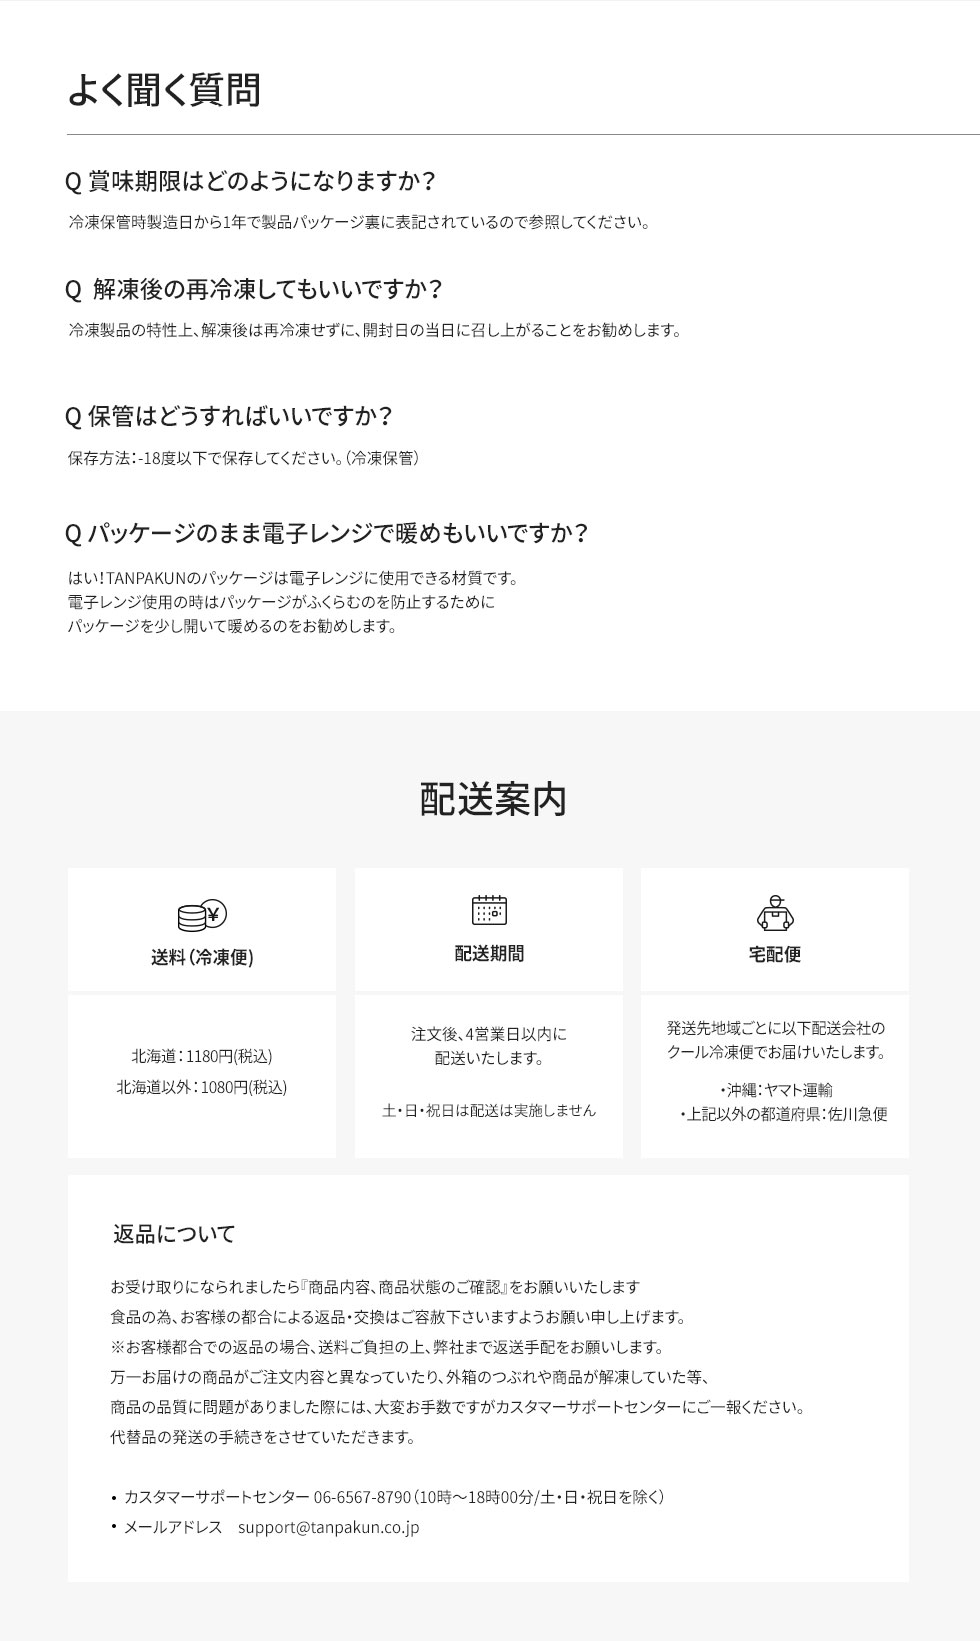 よく聞く質問
Q 賞味期限はどのようになりますか？
冷凍保管時製造日から1年で製品パッケージ裏に表記されているので参照してください。
Q 解凍後の再冷凍してもいいですか？
冷凍製品の特性上、解凍後は再冷凍せずに、開封日の当日に召し上がることをお勧めします。
Q 保管はどうすればいいですか？
保存方法：-18度以下で保存してください。（冷凍保管）
Q パッケージのまま電子レンジで暖めもいいですか？
はい！TANPAKUNのパッケージは電子レンジに使用できる材質です。
電子レンジ使用の時はパッケージがふくらむのを防止するために
パッケージを少し開いて暖めるのをお勧めします。
配送案内
送料（冷凍便)
北海道：1180円(税込)
北海道以外：1080円(税込)
配送期間
注文後、4営業日以内に
配送いたします。
土・日・祝日は配送は実施しません
宅配便
発送先地域ごとに以下配送会社の
クール冷凍便でお届けいたします。
・沖縄：ヤマト運輸
・上記以外の都道府県：佐川急便
返品について
お受け取りになられましたら『商品内容、商品状態のご確認』をお願いいたします
食品の為、お客様の都合による返品・交換はご容赦下さいますようお願い申し上げます。
※お客様都合での返品の場合、送料ご負担の上、弊社まで返送手配をお願いします。
万一お届けの商品がご注文内容と異なっていたり、外箱のつぶれや商品が解凍していた等、
商品の品質に問題がありました際には、大変お手数ですがカスタマーサポートセンターにご一報ください。
代替品の発送の手続きをさせていただきます。
• カスタマーサポートセンター 06-6567-8790（10時〜18時00分/土・日・祝日を除く）
• メールアドレス　support@tanpakun.co.jp